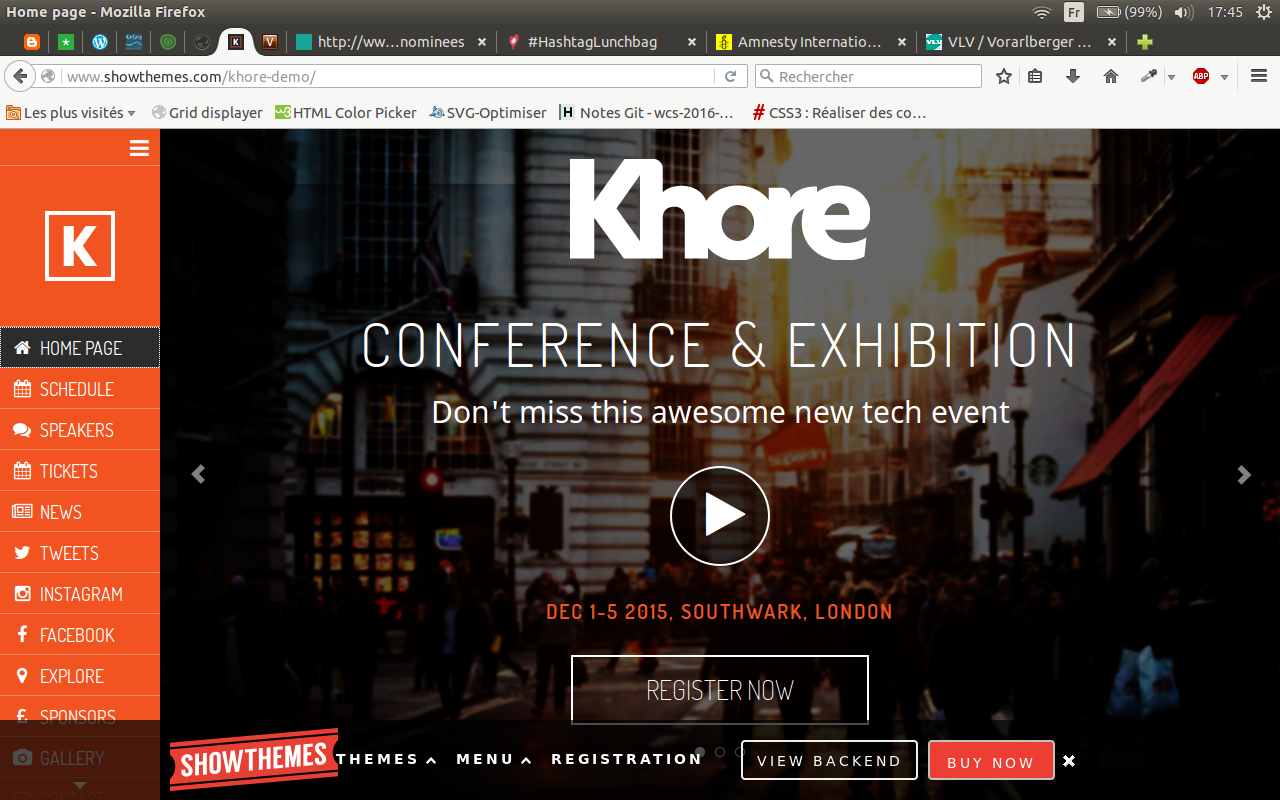 Home page - Mozilla Firefox
Fr (99%) 17:45
http://ww…nominees
#HashtagLunchbag
Amnesty Internatio…
VLV / Vorarlberger …
www.showthemes.com/khore-demo/
Rechercher
ABP
Les plus visités
Grid displayer
HTML Color Picker
SVG-Optimiser
Notes Git - wcs-2016-…
CSS3 : Réaliser des co…
K
HOME PAGE
SCHEDULE
SPEAKERS
TICKETS
NEWS
TWEETS
INSTAGRAM
FACEBOOK
EXPLORE
SPONSORS
GALLERY
CONTACT
Khore
CONFERENCE & EXHIBITION
Don't miss this awesome new tech event
Superdry
DEC 1-5 2015, SOUTHWARK, LONDON
REGISTER NOW
SHOWTHEMES
THEMES
MENU
REGISTRATION
VIEW BACKEND
BUY NOW